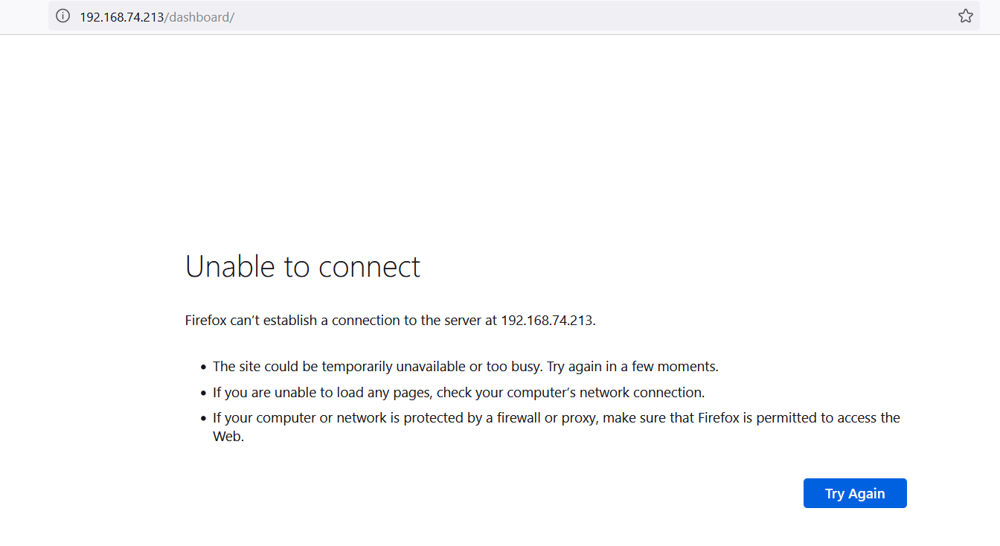 192.168.74.213/dashboard/
Unable to connect
Firefox can’t establish a connection to the server at 192.168.74.213.
• The site could be temporarily unavailable or too busy. Try again in a few moments.
• If you are unable to load any pages, check your computer’s network connection.
• If your computer or network is protected by a firewall or proxy, make sure that Firefox is permitted to access the
Web.
Try Again